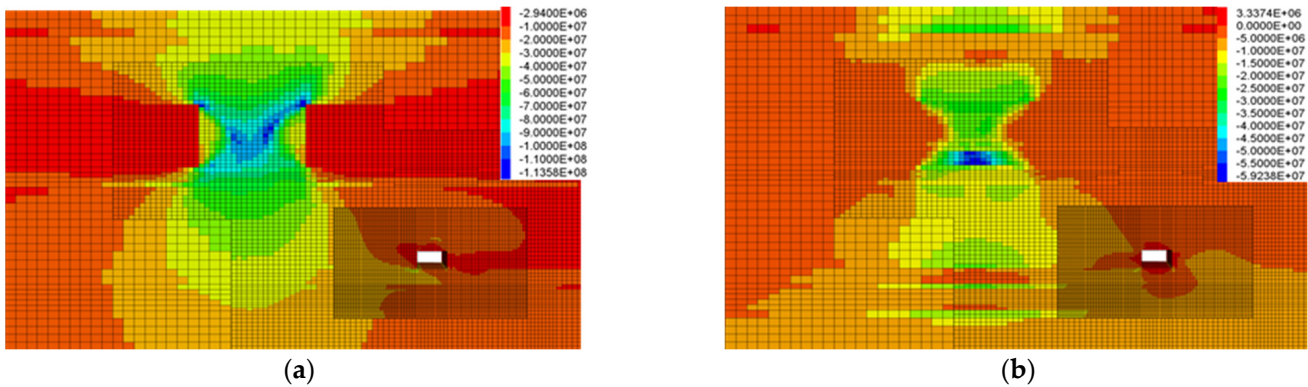 -2.9400E+06
-1.0000E+07
-2.0000E+07
-3.0000E+07
-4.0000E+07
-5.0000E+07
-6.0000E+07
-7.0000E+07
-8.0000E+07
-9.0000E+07
-1.0000E+08
-1.1000E+08
-1.1358E+08
3.3374E+06
0.0000E+00
-5.0000E+06
-1.0000E+07
-1.5000E+07
-2.0000E+07
-2.5000E+07
-3.0000E+07
-3.5000E+07
-4.0000E+07
-4.5000E+07
-5.0000E+07
-5.5000E+07
-5.9238E+07
(a)
(b)